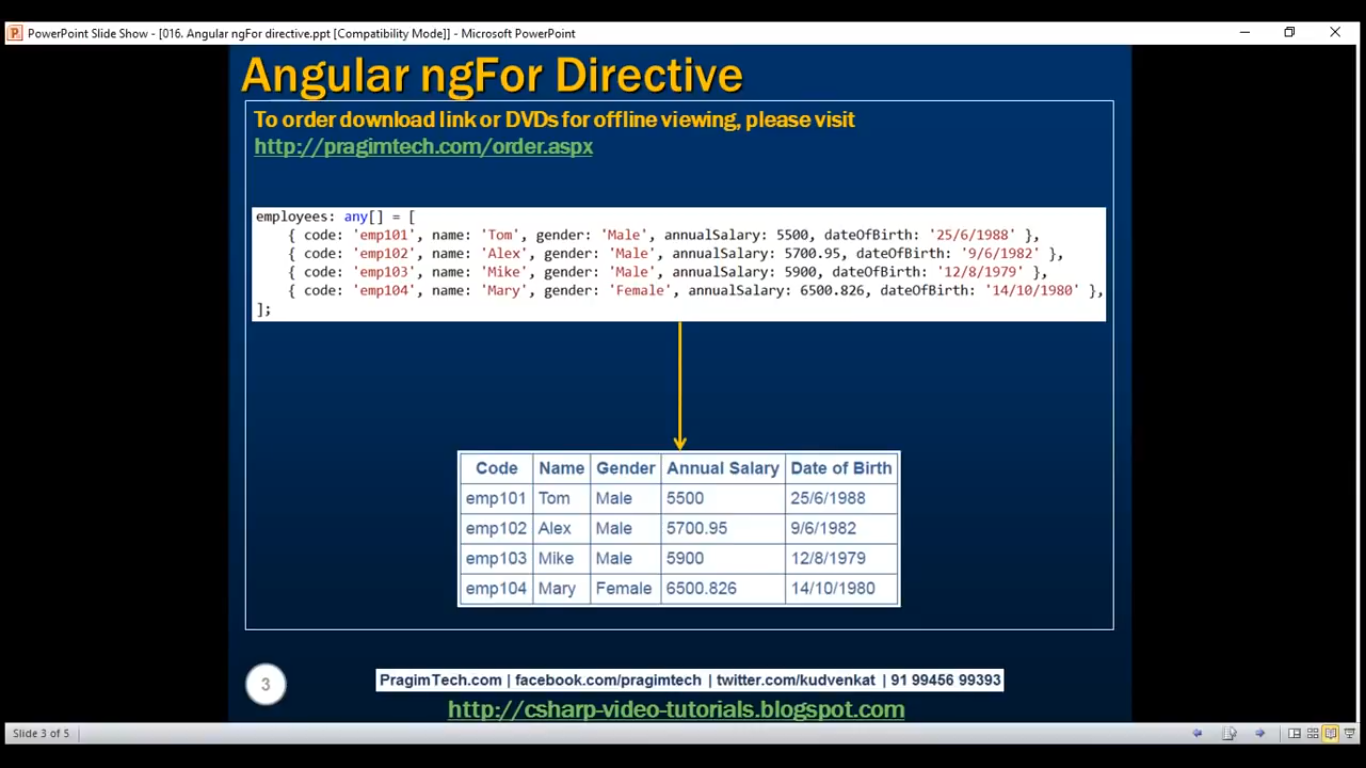 PowerPoint Slide Show - [016. Angular ngFor directive.ppt [Compatibility Mode]] - Microsoft PowerPoint
Angular ngFor Directive
To order download link or DVDs for offline viewing, please visit
http://pragimtech.com/order.aspx
employees: any[] = [
{ code: 'emp101', name: 'Tom', gender: 'Male', annualSalary: 5500, dateOfBirth: '25/6/1988' },
{ code: 'emp102', name: 'Alex', gender: 'Male', annualSalary: 5700.95, dateOfBirth: '9/6/1982' },
{ code: 'emp103', name: 'Mike', gender: 'Male', annualSalary: 5900, dateOfBirth: '12/8/1979' },
{ code: 'emp104', name: 'Mary', gender: 'Female', annualSalary: 6500.826, dateOfBirth: '14/10/1980' },
];
Code Name Gender Annual Salary Date of Birth
emp101 Tom Male 5500 25/6/1988
emp102 Alex Male 5700.95 9/6/1982
emp103 Mike Male 5900 12/8/1979
emp104 Mary Female 6500.826 14/10/1980
3
PragimTech.com | facebook.com/pragimtech | twitter.com/kudvenkat | 91 99456 99393
http://csharp-video-tutorials.blogspot.com
Slide 3 of 5